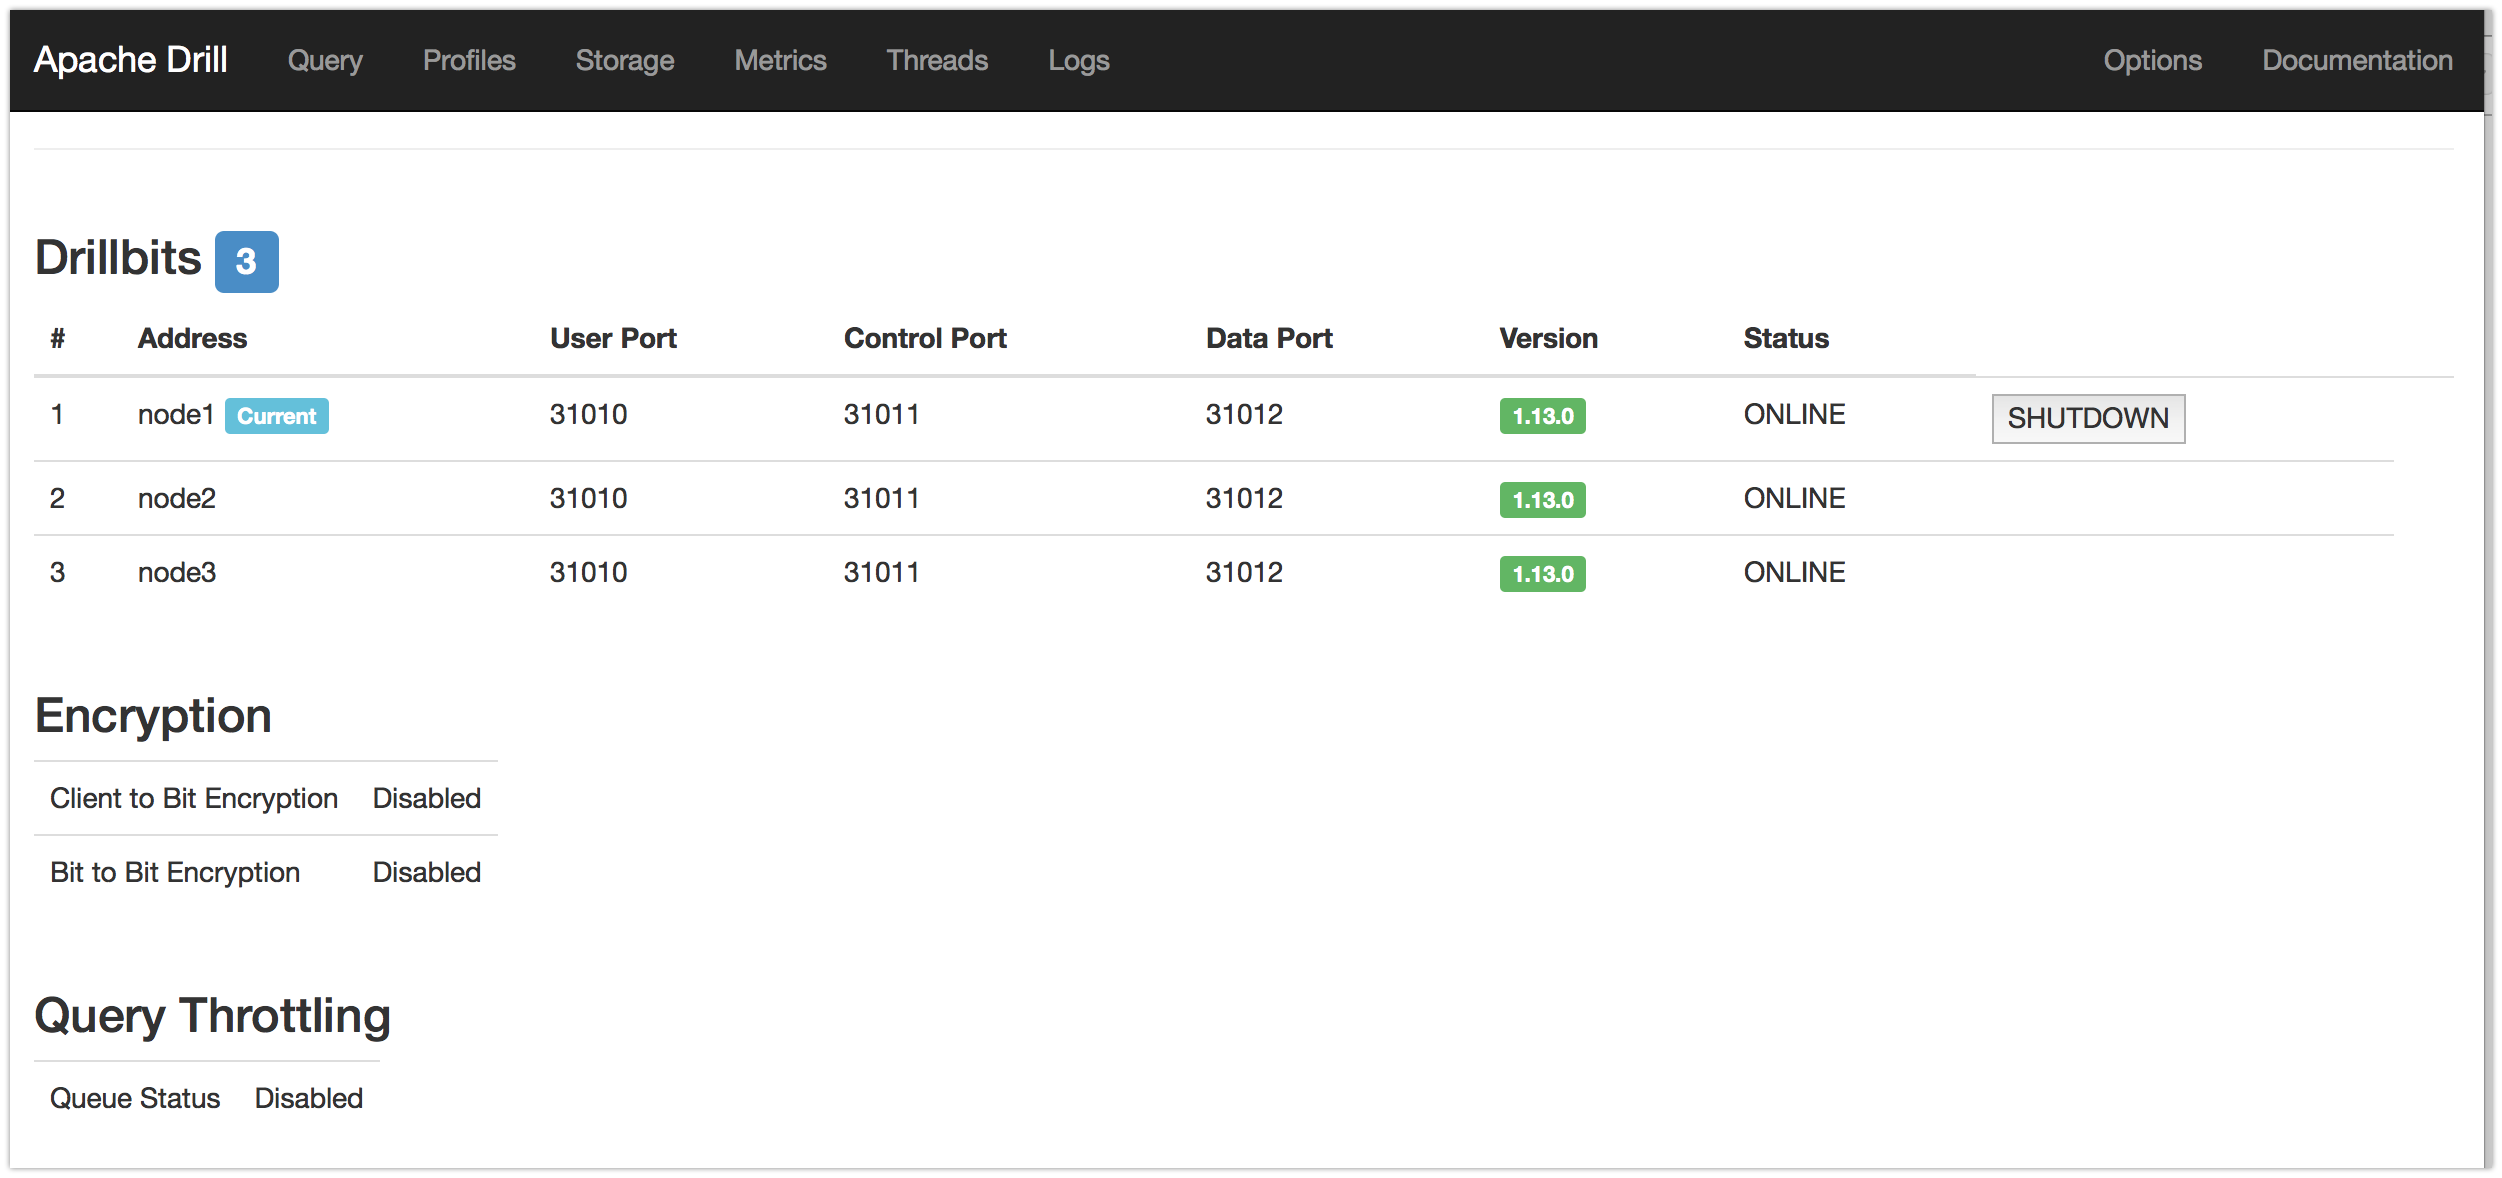 Apache Drill Query Profiles Storage Metrics Threads Logs Options Documentation
Drillbits 3
# Address User Port Control Port Data Port Version Status
1 node1 Current 31010 31011 31012 1.13.0 ONLINE SHUTDOWN
2 node2 31010 31011 31012 1.13.0 ONLINE
3 node3 31010 31011 31012 1.13.0 ONLINE
Encryption
Client to Bit Encryption Disabled
Bit to Bit Encryption Disabled
Query Throttling
Queue Status Disabled